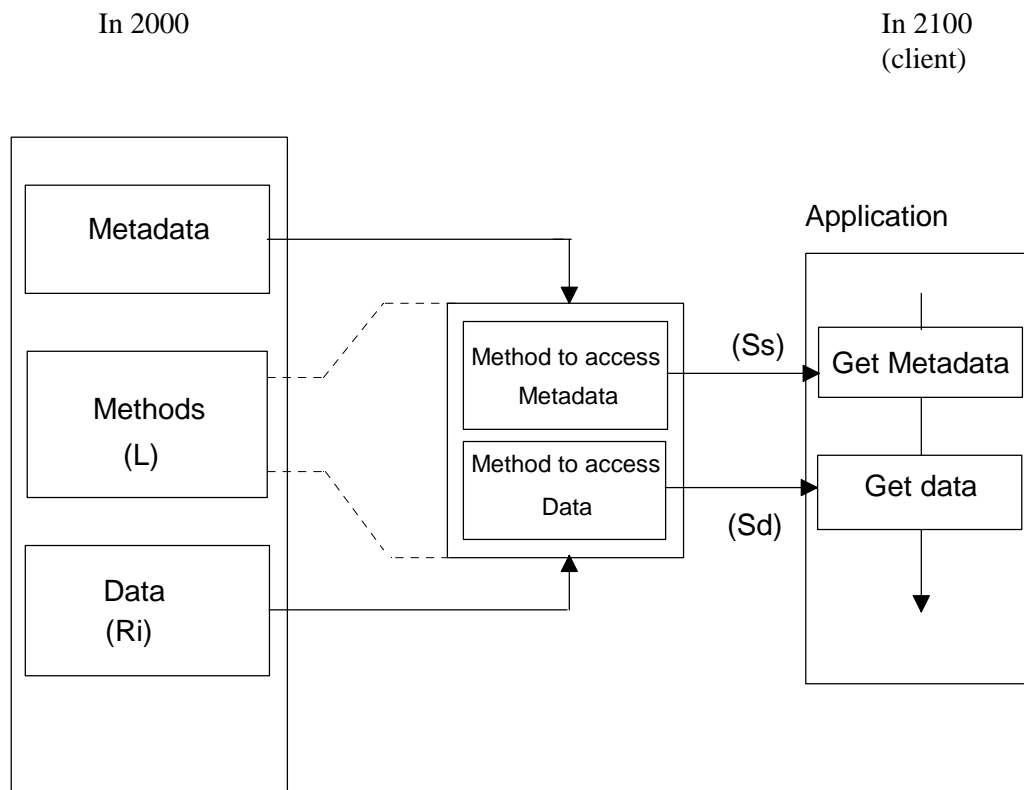 In 2000
In 2100
(client)
Metadata
Methods
(L)
Data
(Ri)
Method to access
Metadata
Method to access
Data
(Ss)
(Sd)
Application
Get Metadata
Get data